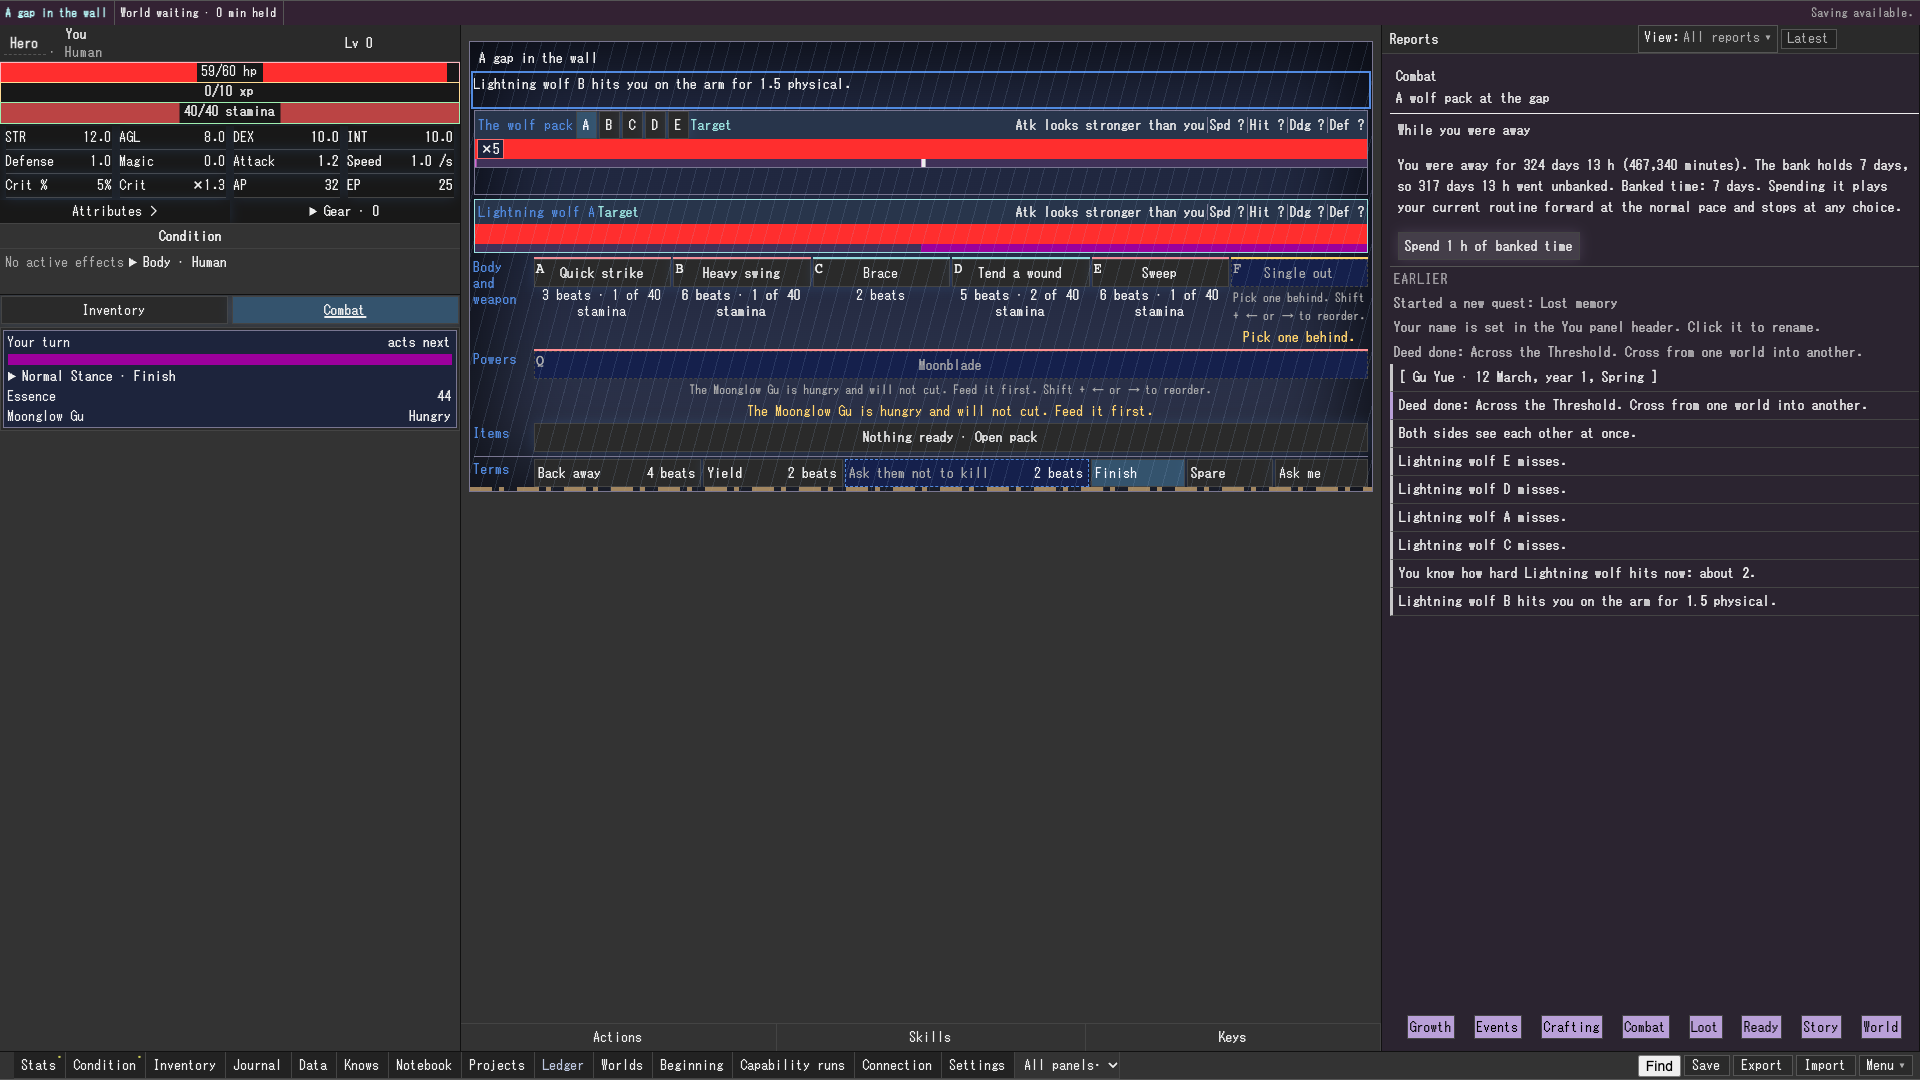 A gap in the wall
World waiting · 0 min held
Saving available.
Hero · You
Human
Lv 0
59/60 hp
0/10 xp
40/40 stamina
STR 12.0 AGL 8.0 DEX 10.0 INT 10.0
Defense 1.0 Magic 0.0 Attack 1.2 Speed 1.0 /s
Crit % 5% Crit ×1.3 AP 32 EP 25
Attributes >
▶ Gear · 0
Condition
No active effects ▶ Body · Human
Inventory
Combat
Your turn acts next
▶ Normal Stance · Finish
Essence 44
Moonglow Gu Hungry
A gap in the wall
Lightning wolf B hits you on the arm for 1.5 physical.
The wolf pack A B C D E Target Atk looks stronger than you|Spd ?|Hit ?|Ddg ?|Def ?
×5
Lightning wolf A Target Atk looks stronger than you|Spd ?|Hit ?|Ddg ?|Def ?
Body and weapon
A Quick strike
3 beats · 1 of 40 stamina
B Heavy swing
6 beats · 1 of 40 stamina
C Brace
2 beats
D Tend a wound
5 beats · 2 of 40 stamina
E Sweep
6 beats · 1 of 40 stamina
F Single out
Pick one behind. Shift
+ ← or → to reorder.
Pick one behind.
Powers
Q Moonblade
The Moonglow Gu is hungry and will not cut. Feed it first. Shift + ← or → to reorder.
The Moonglow Gu is hungry and will not cut. Feed it first.
Items
Nothing ready · Open pack
Terms
Back away 4 beats
Yield 2 beats
Ask them not to kill 2 beats
Finish
Spare
Ask me
Actions
Skills
Keys
Reports
View: All reports ▾
Latest
Combat
A wolf pack at the gap
While you were away
You were away for 324 days 13 h (467,340 minutes). The bank holds 7 days,
so 317 days 13 h went unbanked. Banked time: 7 days. Spending it plays
your current routine forward at the normal pace and stops at any choice.
Spend 1 h of banked time
EARLIER
Started a new quest: Lost memory
Your name is set in the You panel header. Click it to rename.
Deed done: Across the Threshold. Cross from one world into another.
[ Gu Yue · 12 March, year 1, Spring ]
Deed done: Across the Threshold. Cross from one world into another.
Both sides see each other at once.
Lightning wolf E misses.
Lightning wolf D misses.
Lightning wolf A misses.
Lightning wolf C misses.
You know how hard Lightning wolf hits now: about 2.
Lightning wolf B hits you on the arm for 1.5 physical.
Growth Events Crafting Combat Loot Ready Story World
Stats Condition Inventory Journal Data Knows Notebook Projects Ledger Worlds Beginning Capability runs Connection Settings All panels·
Find Save Export Import Menu ▾